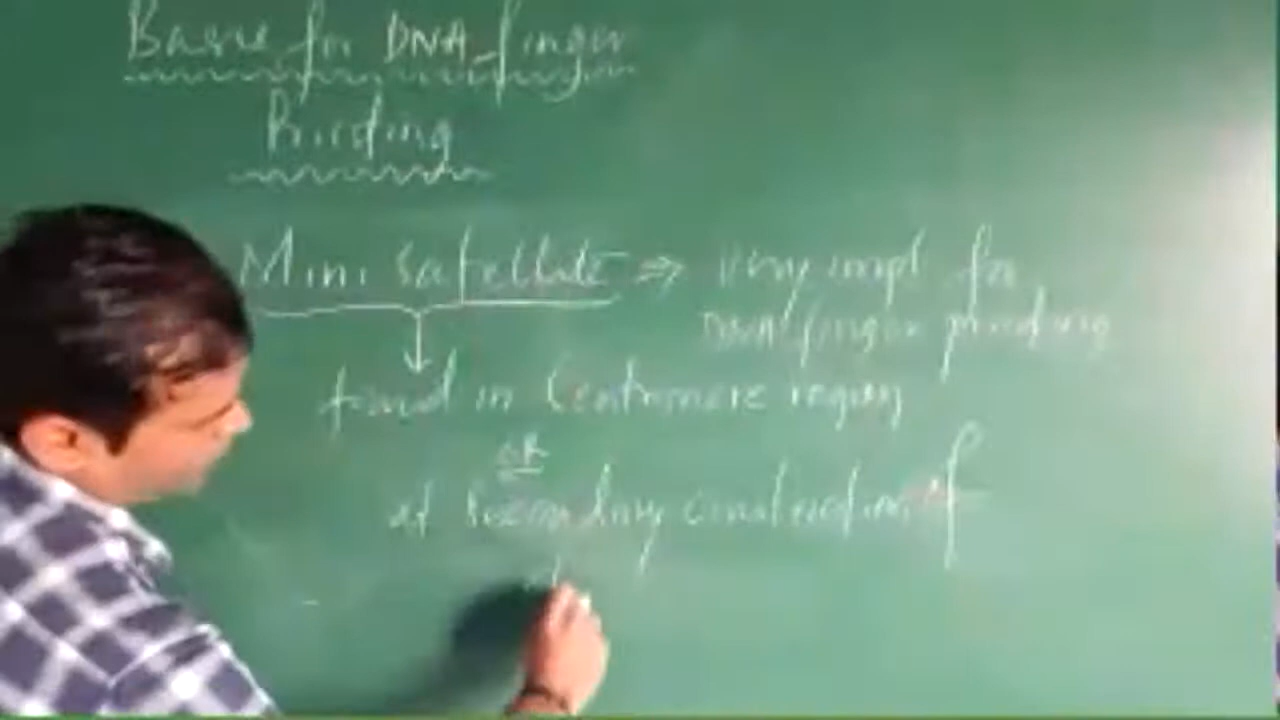 Basis for DNA finger
Printing
Mini satellite ⇒ very impt for
DNA finger printing
found in Centromere region
OR
at Secondary constriction of